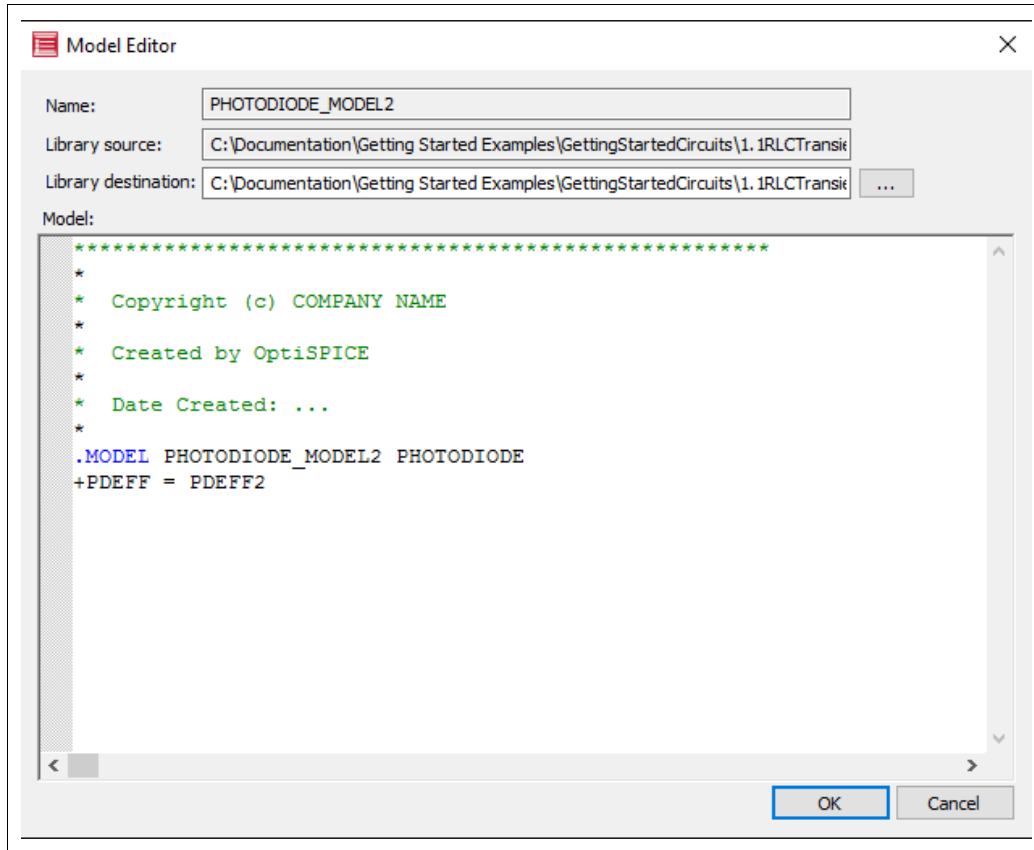 Model Editor
Name: PHOTODIODE_MODEL2
Library source: C:\Documentation\Getting Started Examples\GettingStartedCircuits\1.1RLCTransie
Library destination: C:\Documentation\Getting Started Examples\GettingStartedCircuits\1.1RLCTransie ...
Model:
*******************************************************
*
* Copyright (c) COMPANY NAME
*
* Created by OptiSPICE
*
* Date Created: ...
*
.MODEL PHOTODIODE_MODEL2 PHOTODIODE
+PDEFF = PDEFF2
OK Cancel